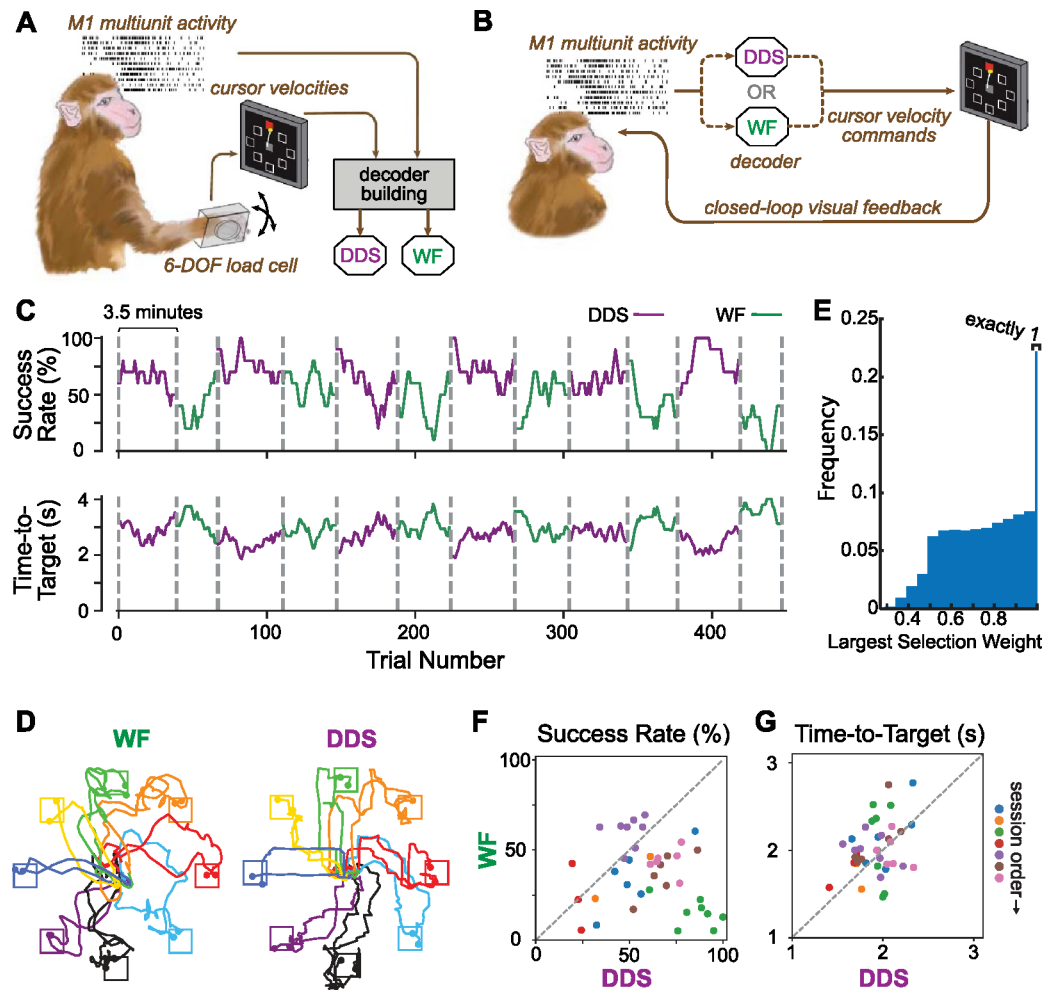 A
M1 multiunit activity
cursor velocities
decoder
building
DDS
WF
6-DOF load cell
B
M1 multiunit activity
DDS
OR
WF
decoder
cursor velocity
commands
closed-loop visual feedback
C
3.5 minutes
DDS
WF
Success
Rate (%)
100
50
0
Time-to-
Target (s)
4
2
0
0
100
200
300
400
Trial Number
E
exactly 1
Frequency
0.25
0.2
0.15
0.1
0.05
0
0.4
0.6
0.8
Largest Selection Weight
D
WF
DDS
F
Success Rate (%)
WF
100
50
0
0
50
100
DDS
G
Time-to-Target (s)
3
2
1
1
2
3
DDS
session order →